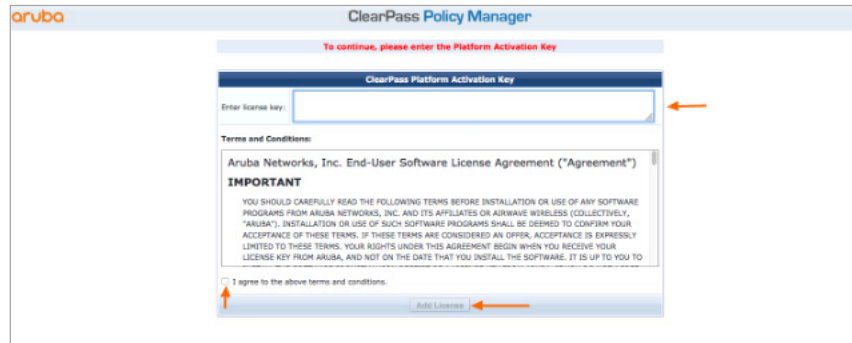 aruba
ClearPass Policy Manager
To continue, please enter the Platform Activation Key
ClearPass Platform Activation Key
Enter license key:
Terms and Conditions:
Aruba Networks, Inc. End-User Software License Agreement ("Agreement")
IMPORTANT
YOU SHOULD CAREFULLY READ THE FOLLOWING TERMS BEFORE INSTALLATION OR USE OF ANY SOFTWARE
PROGRAMS FROM ARUBA NETWORKS, INC. AND ITS AFFILIATES OR AIRWAVE WIRELESS (COLLECTIVELY,
"ARUBA"). INSTALLATION OR USE OF SUCH SOFTWARE PROGRAMS SHALL BE DEEMED TO CONFIRM YOUR
ACCEPTANCE OF THESE TERMS. IF THESE TERMS ARE CONSIDERED AN OFFER, ACCEPTANCE IS EXPRESSLY
LIMITED TO THESE TERMS. YOUR RIGHTS UNDER THIS AGREEMENT BEGIN WHEN YOU RECEIVE YOUR
LICENSE KEY FROM ARUBA, AND NOT ON THE DATE THAT YOU INSTALL THE SOFTWARE. IT IS UP TO YOU TO
I agree to the above terms and conditions.
Add License